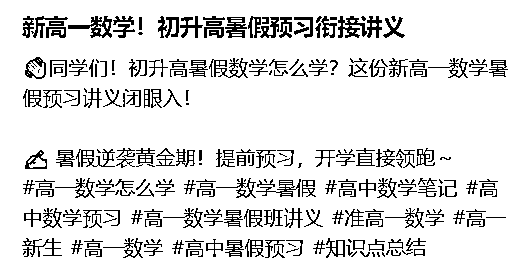 新高一数学！初升高暑假预习衔接讲义
同学们！初升高暑假数学怎么学？这份新高一数学暑
假预习讲义闭眼入！
✍ 暑假逆袭黄金期！提前预习，开学直接领跑～
#高一数学怎么学 #高一数学暑假 #高中数学笔记 #高
中数学预习 #高一数学暑假班讲义 #准高一数学 #高一
新生 #高一数学 #高中暑假预习 #知识点总结